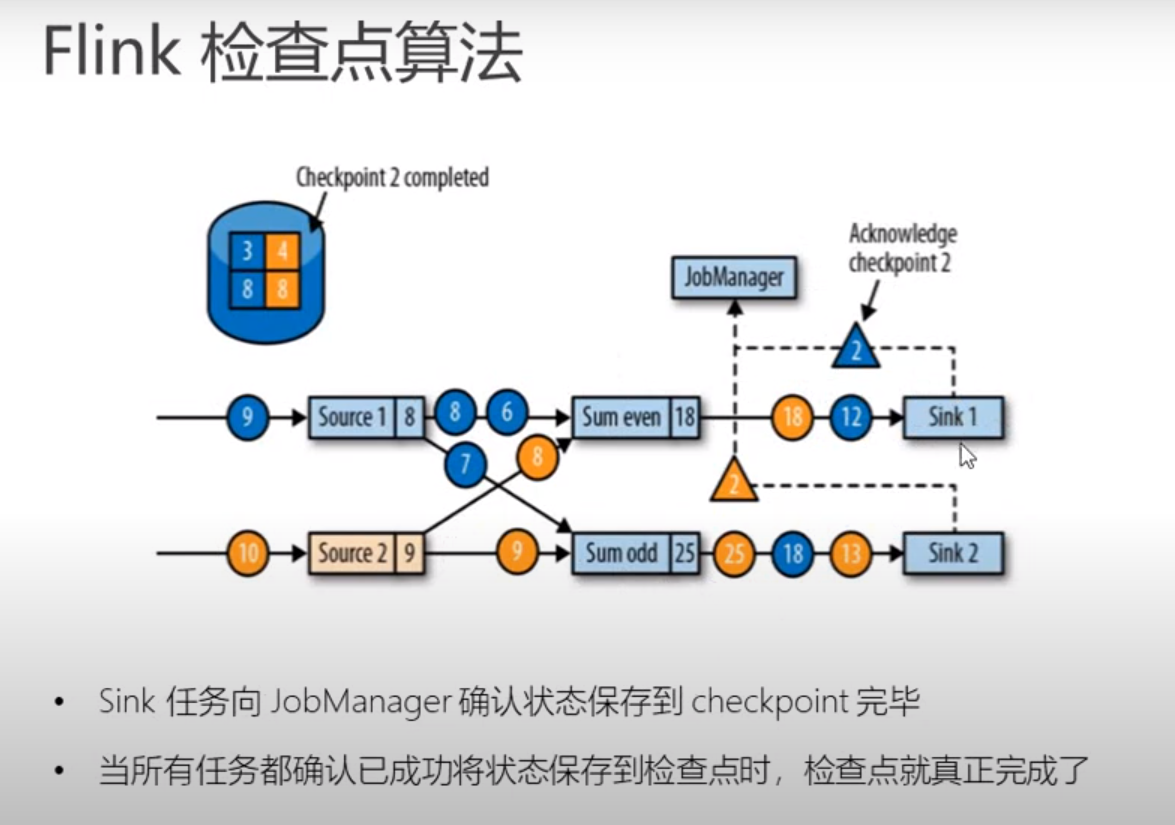 Flink 检查点算法
Checkpoint 2 completed
3 4
8 8
Acknowledge
checkpoint 2
JobManager
2
9 Source 1 8 8 6 Sum even 18 18 12 Sink 1
7 8
2
10 Source 2 9 9 Sum odd 25 25 18 13 Sink 2
• Sink 任务向 JobManager 确认状态保存到 checkpoint 完毕
• 当所有任务都确认已成功将状态保存到检查点时，检查点就真正完成了